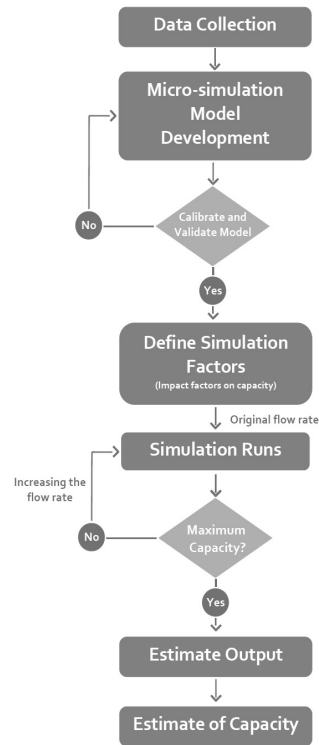 Data Collection
Micro-simulation
Model
Development
Calibrate and
Validate Model
No
Yes
Define Simulation
Factors
(Impact factors on capacity)
Original flow rate
Simulation Runs
Increasing the
flow rate
Maximum
Capacity?
No
Yes
Estimate Output
Estimate of Capacity